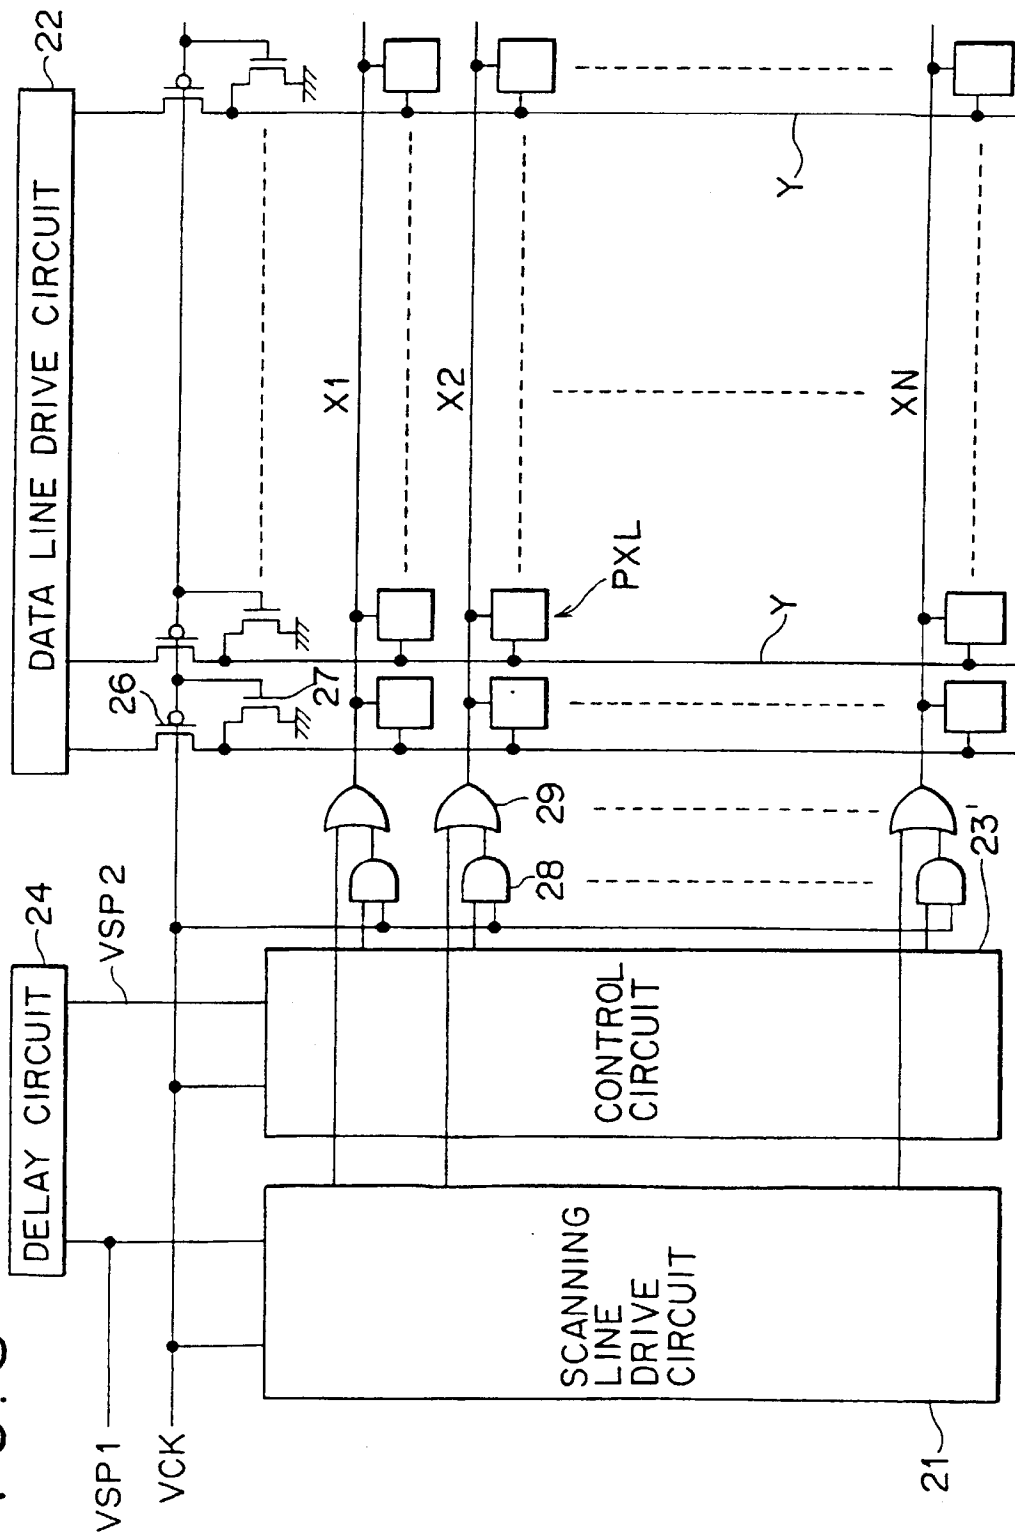 DATA LINE DRIVE CIRCUIT
22
DELAY CIRCUIT
24
VSP2
VSP1
VCK
26
27
X1
X2
XN
PXL
Y
Y
28
29
CONTROL
CIRCUIT
23'
SCANNING
LINE
DRIVE
CIRCUIT
21